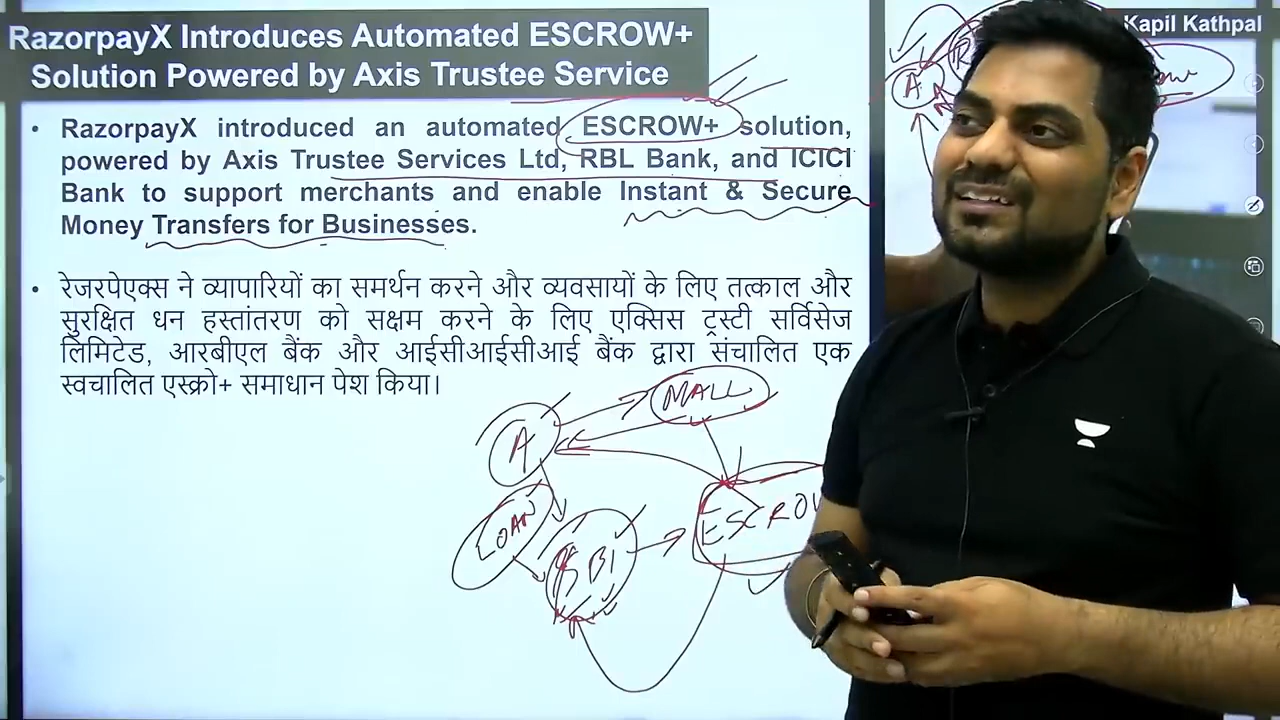 RazorpayX Introduces Automated ESCROW+
Solution Powered by Axis Trustee Service
Kapil Kathpal
• RazorpayX introduced an automated ESCROW+ solution,
powered by Axis Trustee Services Ltd, RBL Bank, and ICICI
Bank to support merchants and enable Instant & Secure
Money Transfers for Businesses.
• रेजरपेएक्स ने व्यापारियों का समर्थन करने और व्यवसायों के लिए तत्काल और
सुरक्षित धन हस्तांतरण को सक्षम करने के लिए एक्सिस ट्रस्टी सर्विसेज
लिमिटेड, आरबीएल बैंक और आईसीआईसीआई बैंक द्वारा संचालित एक
स्वचालित एस्क्रो+ समाधान पेश किया।
A
MALL
A
LOAN
SBI
ESCROW